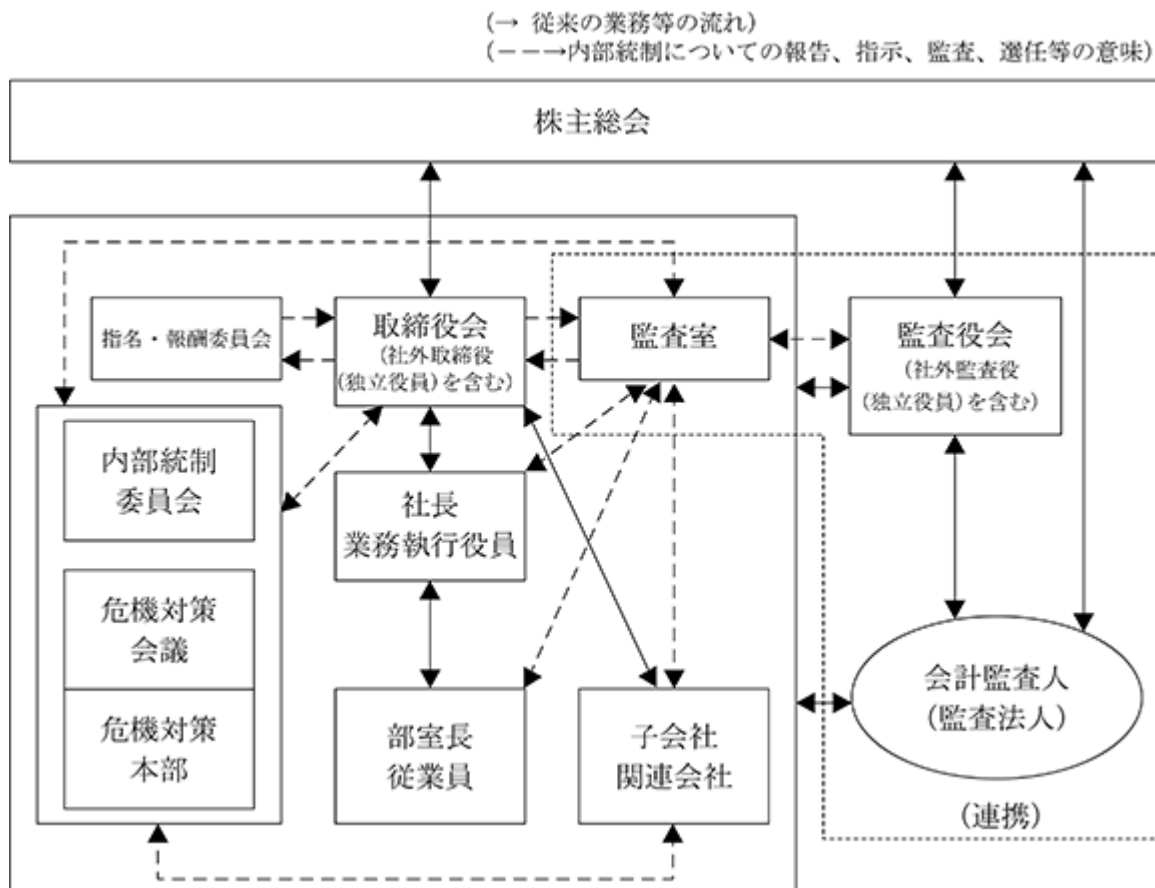 (→ 従来の業務等の流れ)
(－－→内部統制についての報告、指示、監査、選任等の意味)
株主総会
指名・報酬委員会
取締役会
(社外取締役
(独立役員)を含む)
監査室
監査役会
(社外監査役
(独立役員)を含む)
内部統制
委員会
社長
業務執行役員
危機対策
会議
危機対策
本部
部室長
従業員
子会社
関連会社
会計監査人
(監査法人)
(連携)